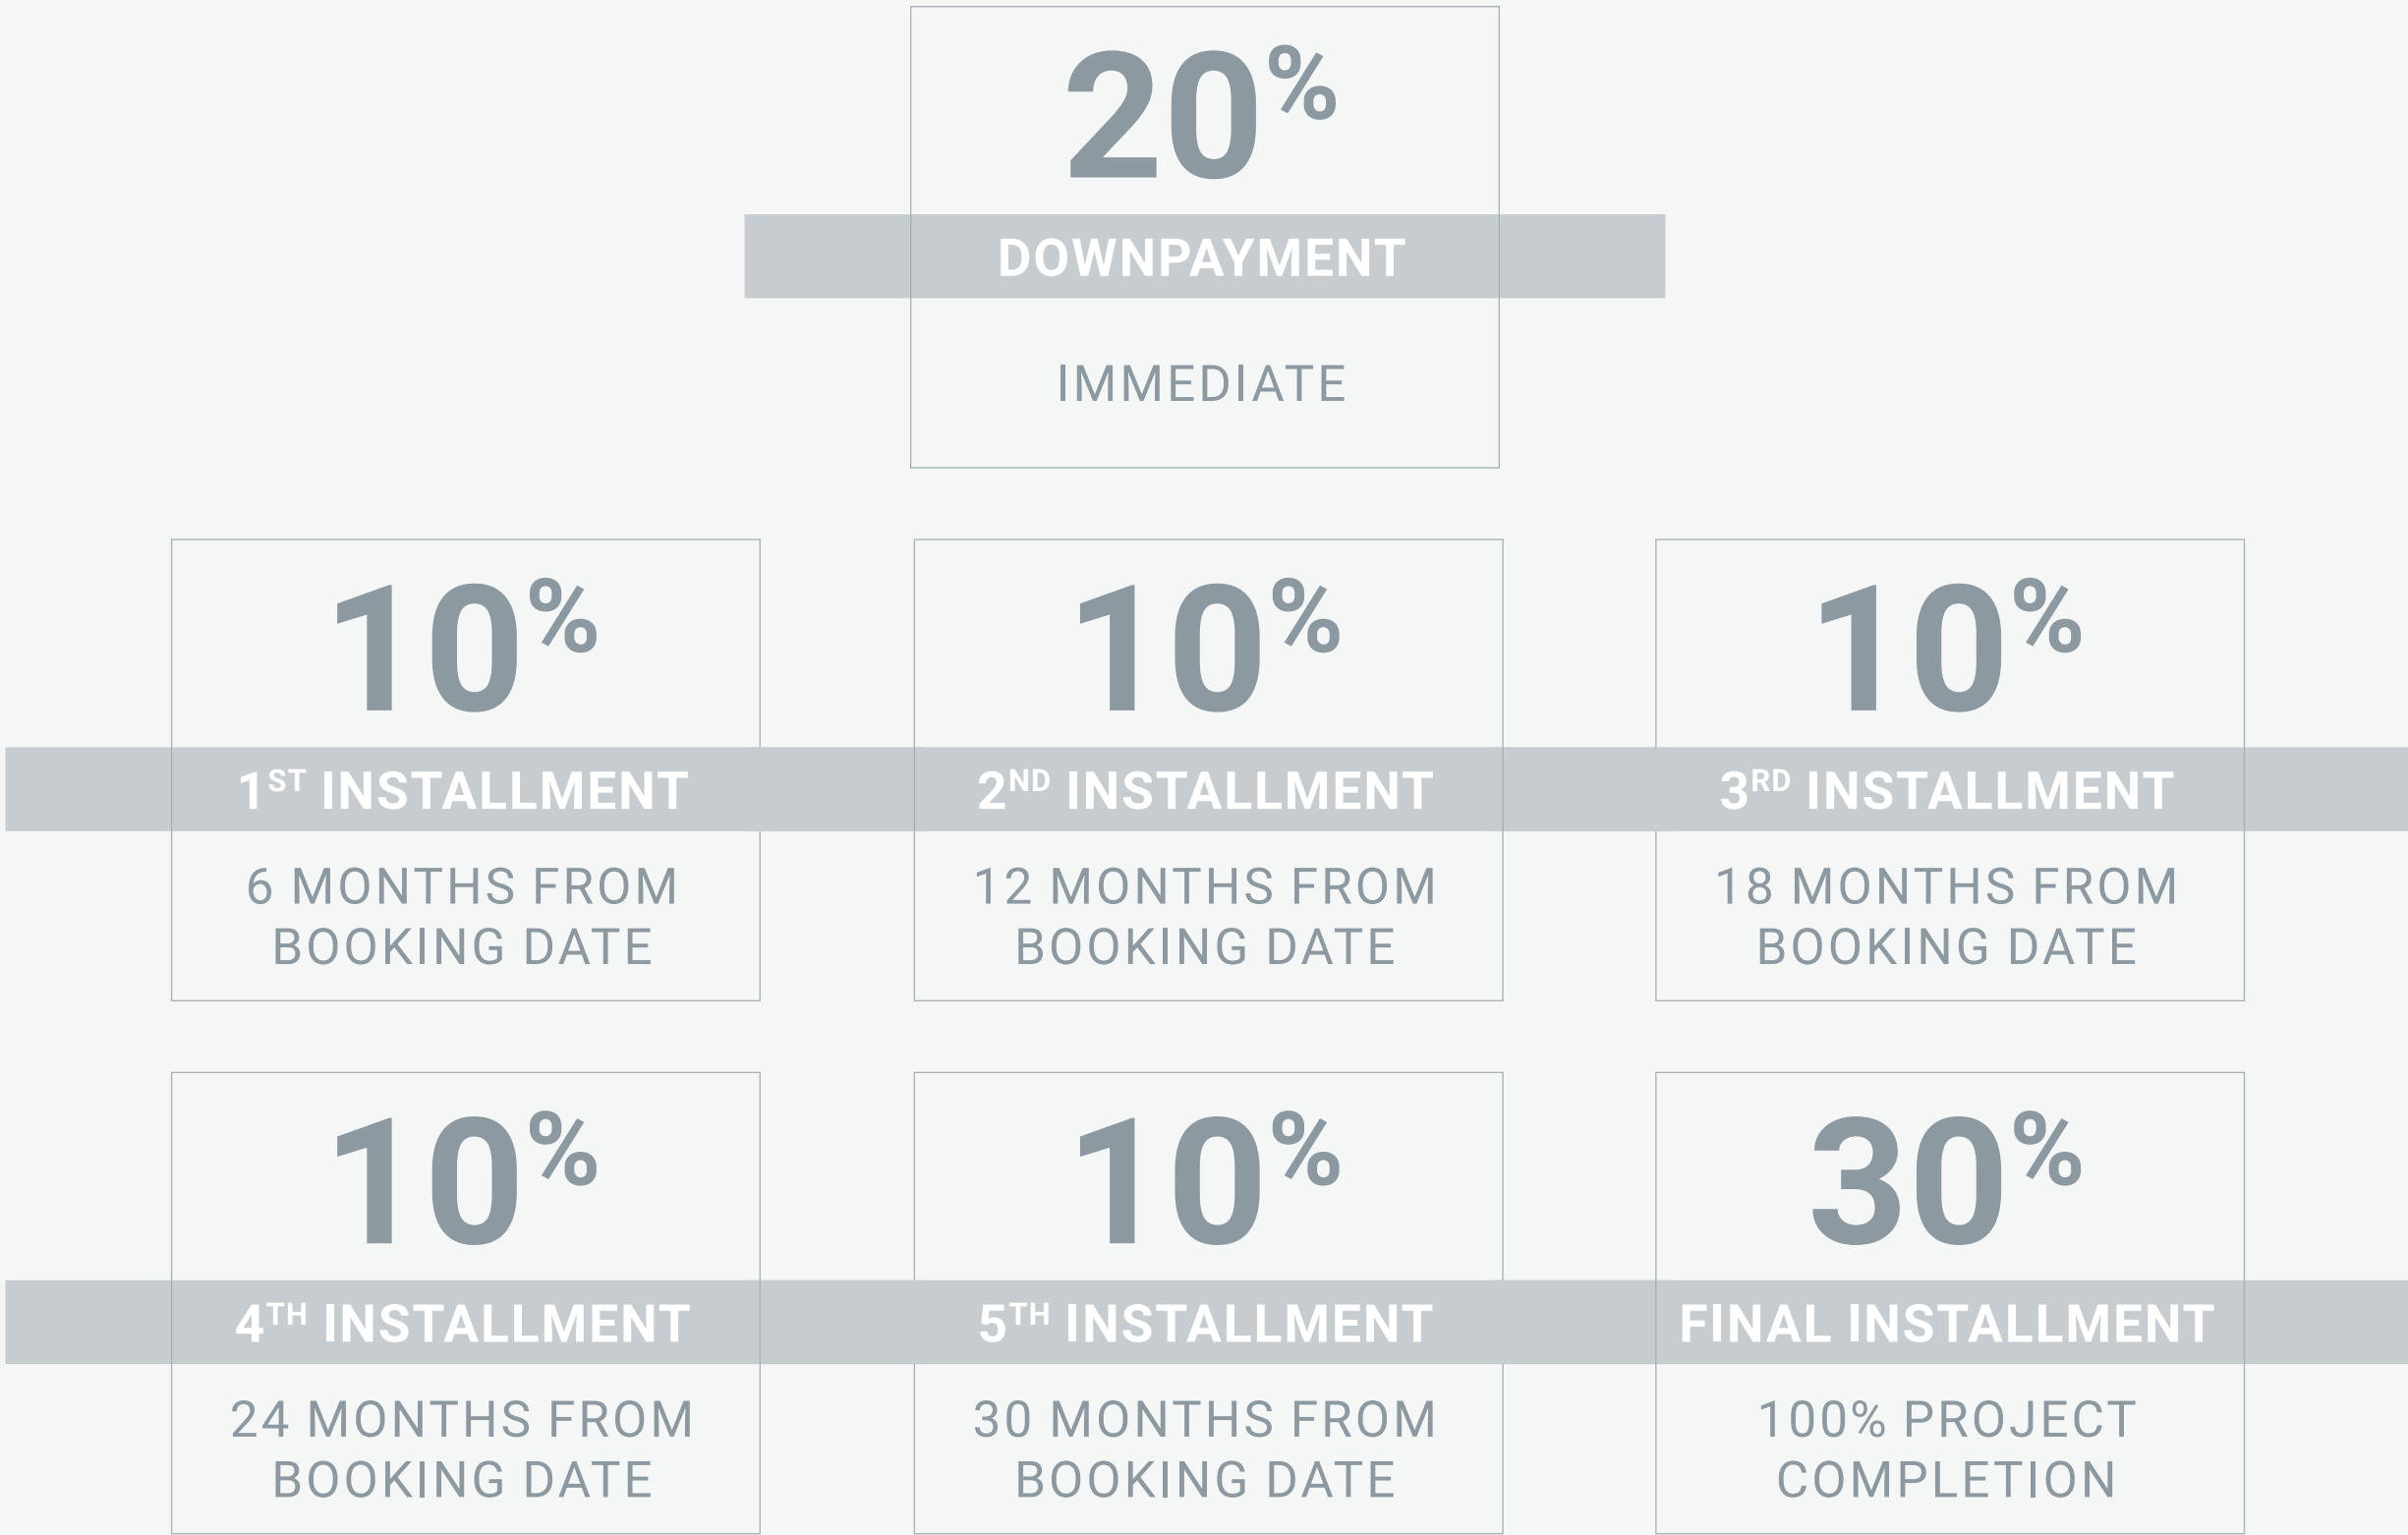 20%
DOWNPAYMENT
IMMEDIATE
10%
1ST INSTALLMENT
6 MONTHS FROM
BOOKING DATE
10%
2ND INSTALLMENT
12 MONTHS FROM
BOOKING DATE
10%
3RD INSTALLMENT
18 MONTHS FROM
BOOKING DATE
10%
4TH INSTALLMENT
24 MONTHS FROM
BOOKING DATE
10%
5TH INSTALLMENT
30 MONTHS FROM
BOOKING DATE
30%
FINAL INSTALLMENT
100% PROJECT
COMPLETION